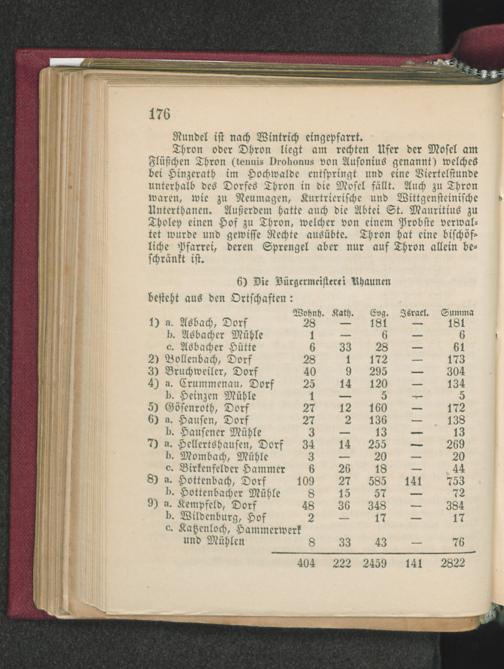 176
Rundel ist nach Wintrich eingepfarrt.
Thron oder Dhron liegt am rechten Ufer der Mosel am
Flüßchen Thron (tenuis Drohonus von Ausonius genannt) welches
bei Hinzerath im Hochwalde entspringt und eine Viertelstunde
unterhalb des Dorfes Thron in die Mosel fällt. Auch zu Thron
waren, wie zu Neumagen, Kurtrierische und Wittgensteinische
Unterthanen. Außerdem hatte auch die Abtei St. Mauritius zu
Tholey einen Hof zu Thron, welcher von einem Probste verwal-
tet wurde und gewisse Rechte ausübte. Thron hat eine bischöf-
liche Pfarrei, deren Sprengel aber nur auf Thron allein be-
schränkt ist.
6) Die Bürgermeisterei Rhaunen
besteht aus den Ortschaften:
Wohnh. Kath. Evg. Israel. Summa
1) a. Asbach, Dorf 28 — 181 — 181
b. Asbacher Mühle 1 — 6 — 6
c. Asbacher Hütte 6 33 28 — 61
2) Bollenbach, Dorf 28 1 172 — 173
3) Bruchweiler, Dorf 40 9 295 — 304
4) a. Crummenau, Dorf 25 14 120 — 134
b. Heinzen Mühle 1 — 5 — 5
5) Gösenroth, Dorf 27 12 160 — 172
6) a. Hausen, Dorf 27 2 136 — 138
b. Hausener Mühle 3 — 13 — 13
7) a. Hellertshausen, Dorf 34 14 255 — 269
b. Mombach, Mühle 3 — 20 — 20
c. Birkenfelder Hammer 6 26 18 — 44
8) a. Hottenbach, Dorf 109 27 585 141 753
b. Hottenbacher Mühle 8 15 57 — 72
9) a. Kempfeld, Dorf 48 36 348 — 384
b. Wildenburg, Hof 2 — 17 — 17
c. Katzenloch, Hammerwerk
und Mühlen 8 33 43 — 76
404 222 2459 141 2822